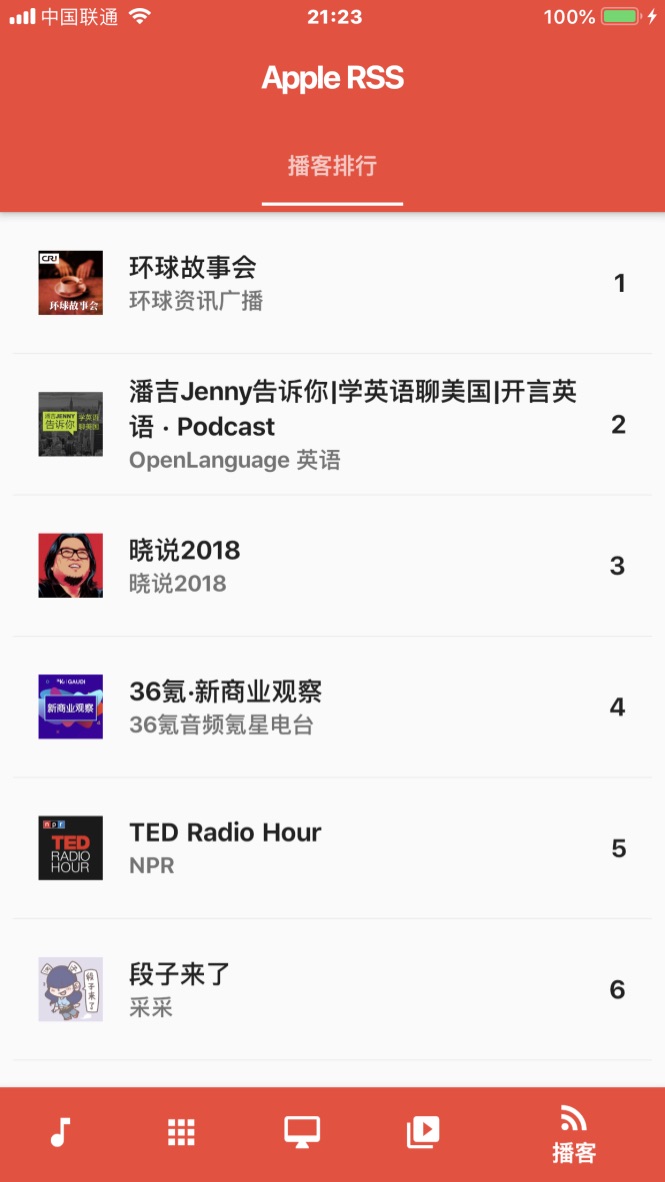 中国联通
21:23
100%
Apple RSS
播客排行
CRI
环球故事会
环球故事会
环球资讯广播
1
潘吉JENNY
告诉你
学英语
聊美国
潘吉Jenny告诉你|学英语聊美国|开言英
语 · Podcast
OpenLanguage 英语
2
晓说2018
晓说2018
3
新商业观察
36氪·新商业观察
36氪音频氪星电台
4
npr
TED
RADIO
HOUR
TED Radio Hour
NPR
5
段子来了
段子来了
采采
6
播客